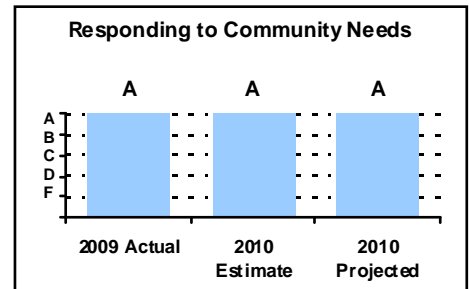 Responding to Community Needs
A A A
A
B
C
D
F
2009 Actual 2010 2010
Estimate Projected